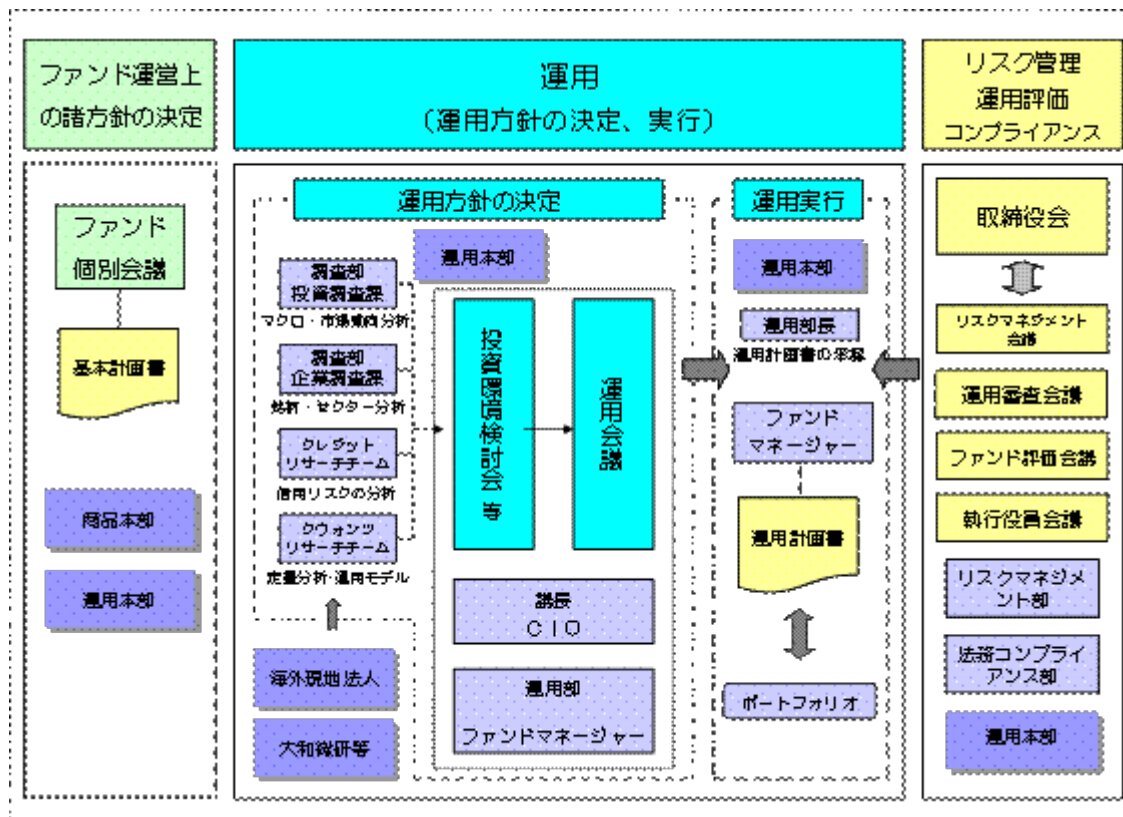 ファンド運営上
の諸方針の決定
ファンド
個別会議
基本計画書
商品本部
運用本部
運用
(運用方針の決定、実行)
運用方針の決定
運用本部
調査部
投資調査課
マクロ・市場動向分析
調査部
企業調査課
銘柄・セクター分析
クレジット
リサーチチーム
信用リスクの分析
クウォンツ
リサーチチーム
定量分析・運用モデル
海外現地法人
大和総研等
投資環境検討会 等
運用会議
議長
CIO
運用部
ファンドマネージャー
運用実行
運用本部
運用部長
運用計画書の承認
ファンド
マネージャー
運用計画書
ポートフォリオ
リスク管理
運用評価
コンプライアンス
取締役会
リスクマネジメント
会議
運用審査会議
ファンド評価会議
執行役員会議
リスクマネジメ
ント部
法務コンプライ
アンス部
運用本部